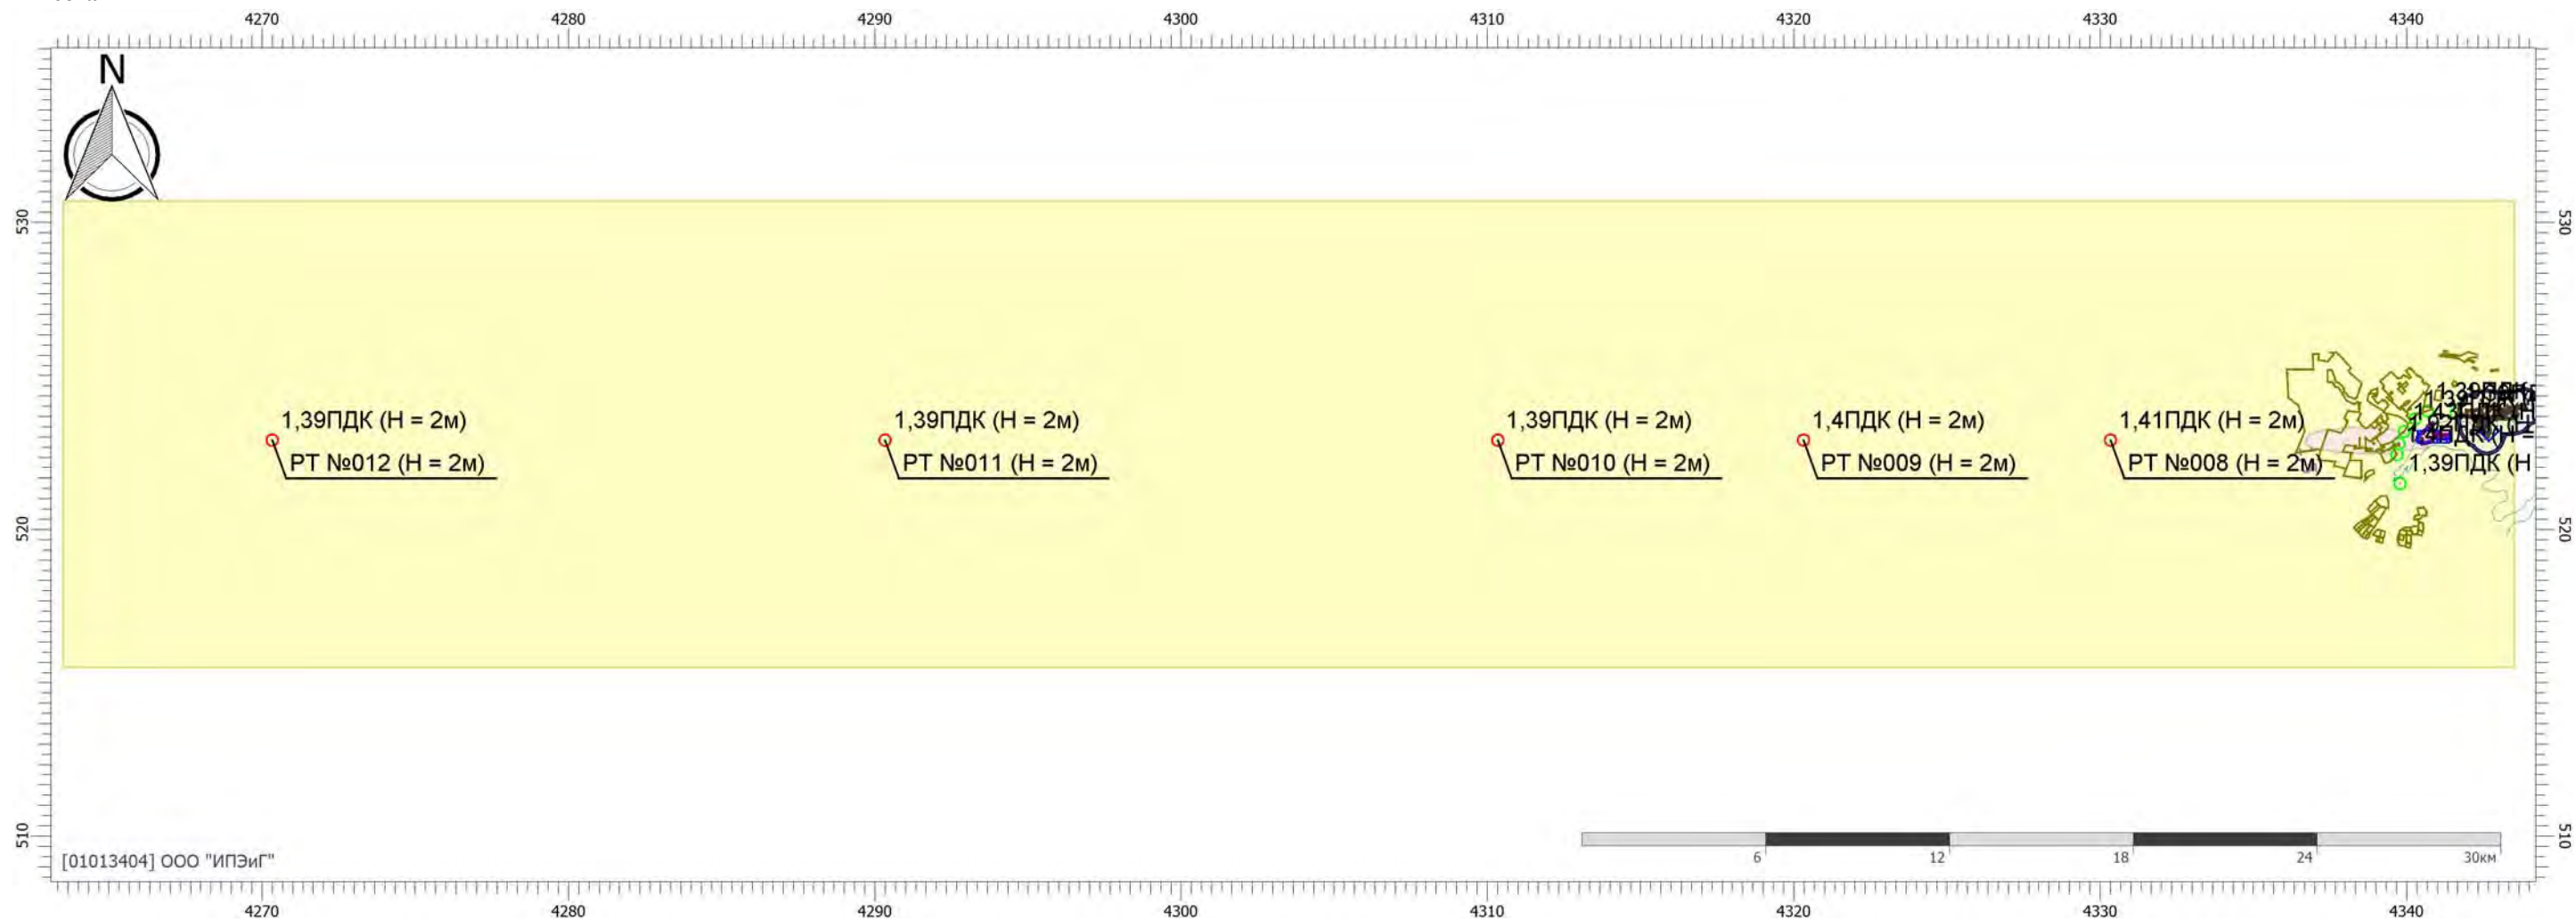 4270 4280 4290 4300 4310 4320 4330 4340
N
530 530
1,39ПДК (Н = 2м) 1,39ПДК (Н = 2м) 1,39ПДК (Н = 2м) 1,4ПДК (Н = 2м) 1,41ПДК (Н = 2м)
РТ №012 (Н = 2м) РТ №011 (Н = 2м) РТ №010 (Н = 2м) РТ №009 (Н = 2м) РТ №008 (Н = 2м) 1,39ПДК (Н
520 520
510 510
6 12 18 24 30км
[01013404] ООО "ИПЭиГ"
4270 4280 4290 4300 4310 4320 4330 4340